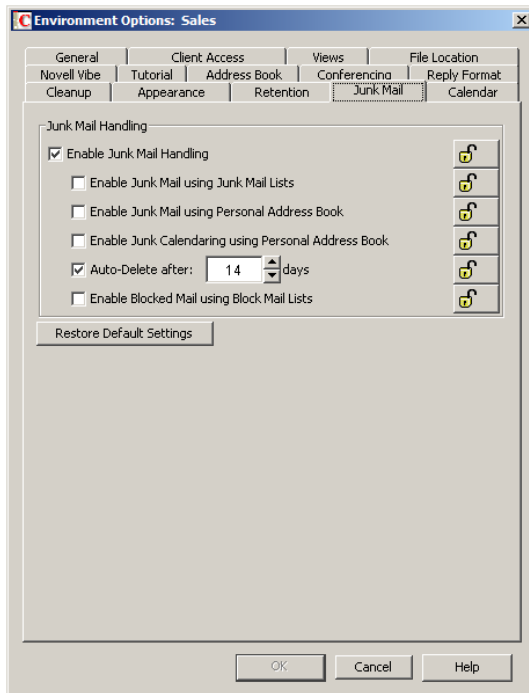 Environment Options: Sales
General Client Access Views File Location
Novell Vibe Tutorial Address Book Conferencing Reply Format
Cleanup Appearance Retention Junk Mail Calendar
Junk Mail Handling
Enable Junk Mail Handling
Enable Junk Mail using Junk Mail Lists
Enable Junk Mail using Personal Address Book
Enable Junk Calendaring using Personal Address Book
Auto-Delete after: 14 days
Enable Blocked Mail using Block Mail Lists
Restore Default Settings
OK Cancel Help